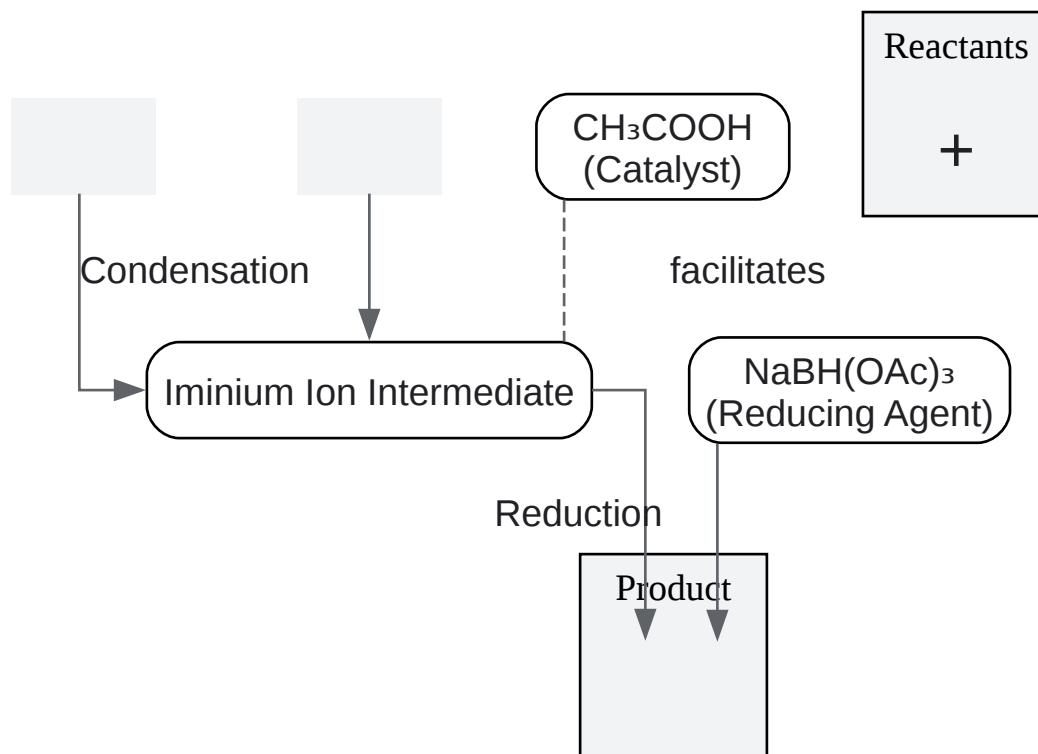 Reactants
+
CH₃COOH
(Catalyst)
Condensation
facilitates
Iminium Ion Intermediate
NaBH(OAc)₃
(Reducing Agent)
Reduction
Product